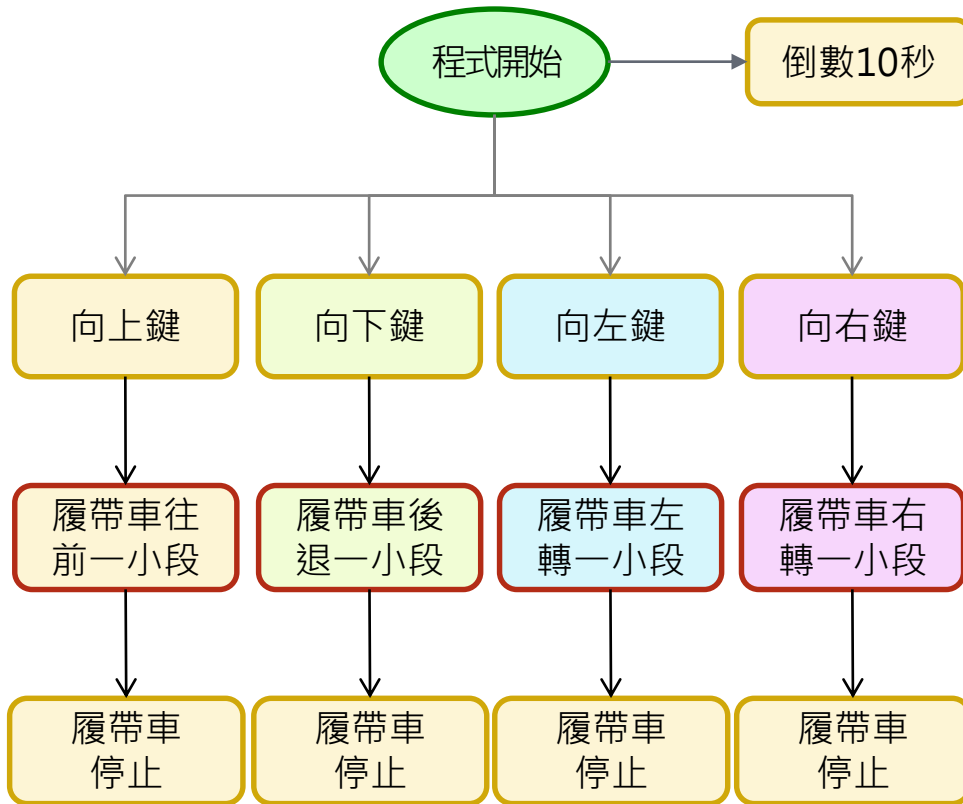 程式開始
倒數10秒
向上鍵
向下鍵
向左鍵
向右鍵
履帶車往
前一小段
履帶車後
退一小段
履帶車左
轉一小段
履帶車右
轉一小段
履帶車
停止
履帶車
停止
履帶車
停止
履帶車
停止